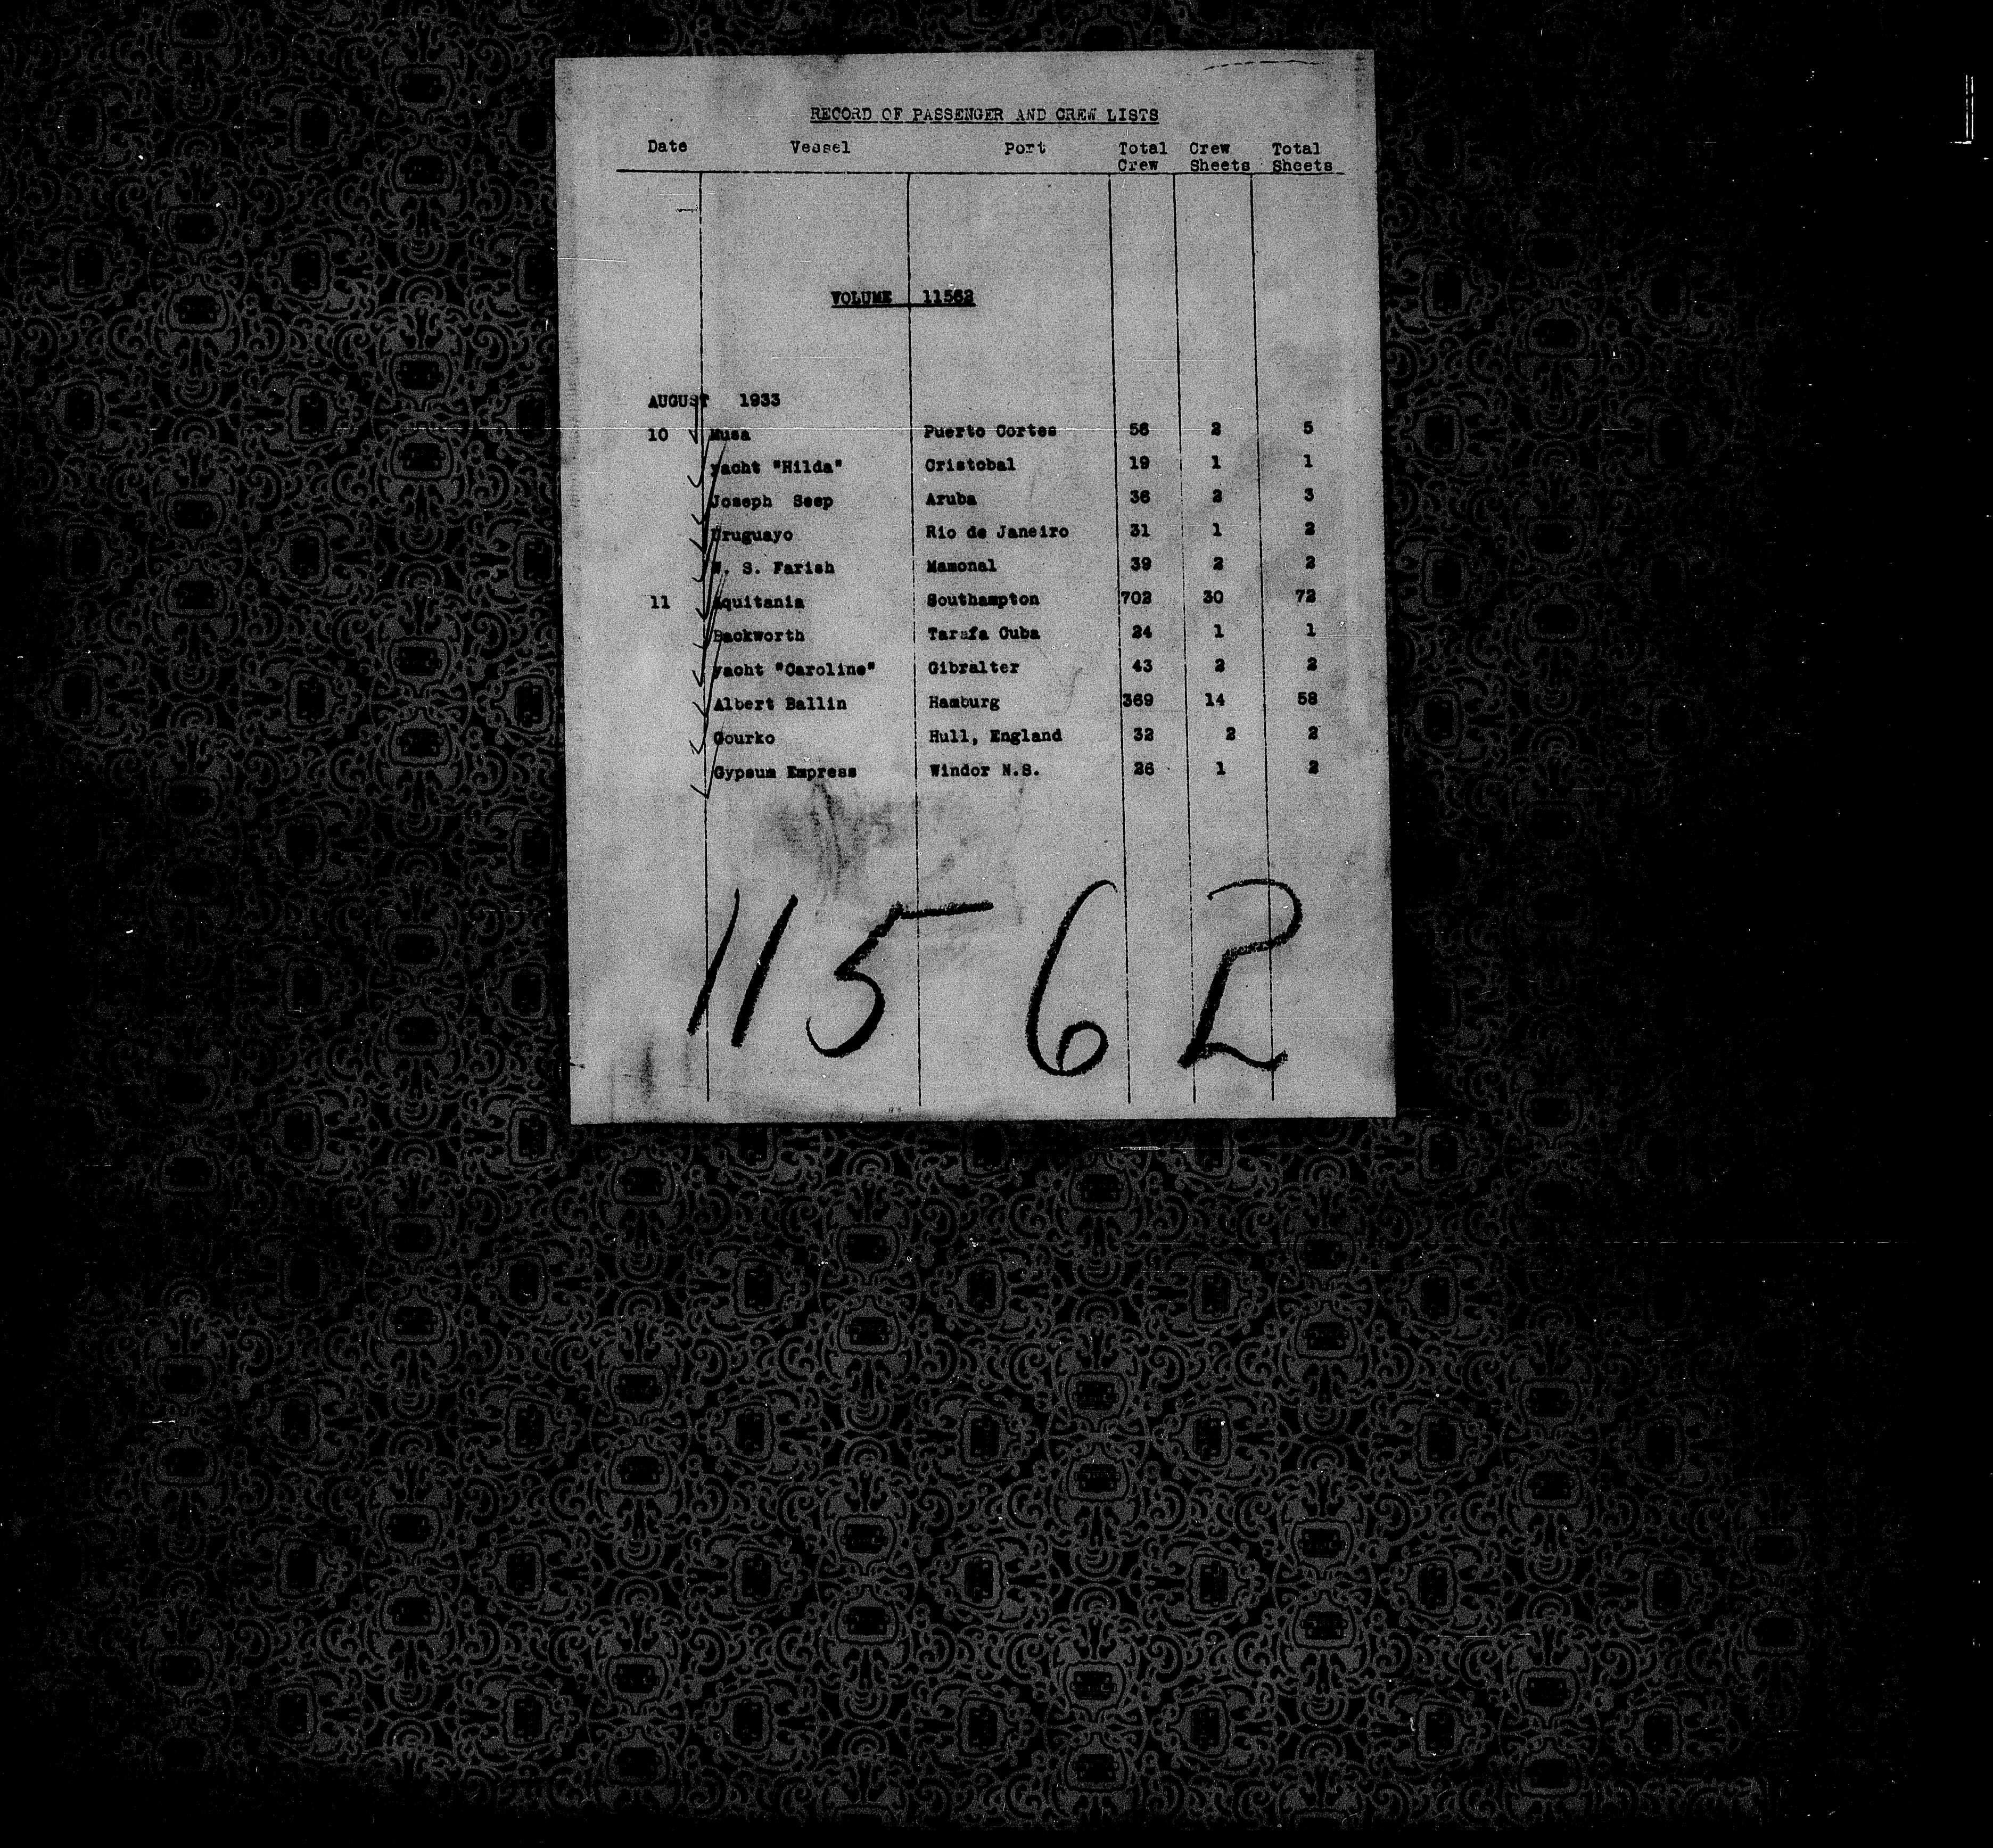 RECORD OF PASSENGER AND CREW LISTS
Date Vessel Port Total Crew Crew Sheets Total Sheets
VOLUME 11562
AUGUST 1933
10 Musa Puerto Cortes 56 2 5
yacht "Hilda" Cristobal 19 1 1
Joseph Seep Aruba 36 2 3
Uruguayo Rio de Janeiro 31 1 2
W. S. Farish Mamonal 39 2 2
11 Aquitania Southampton 702 30 72
Backworth Tarafa Cuba 24 1 1
yacht "Caroline" Gibralter 43 2 2
Albert Ballin Hamburg 369 14 58
Gourko Hull, England 32 2 2
Gypsum Empress Windor N.S. 26 1 2
11562